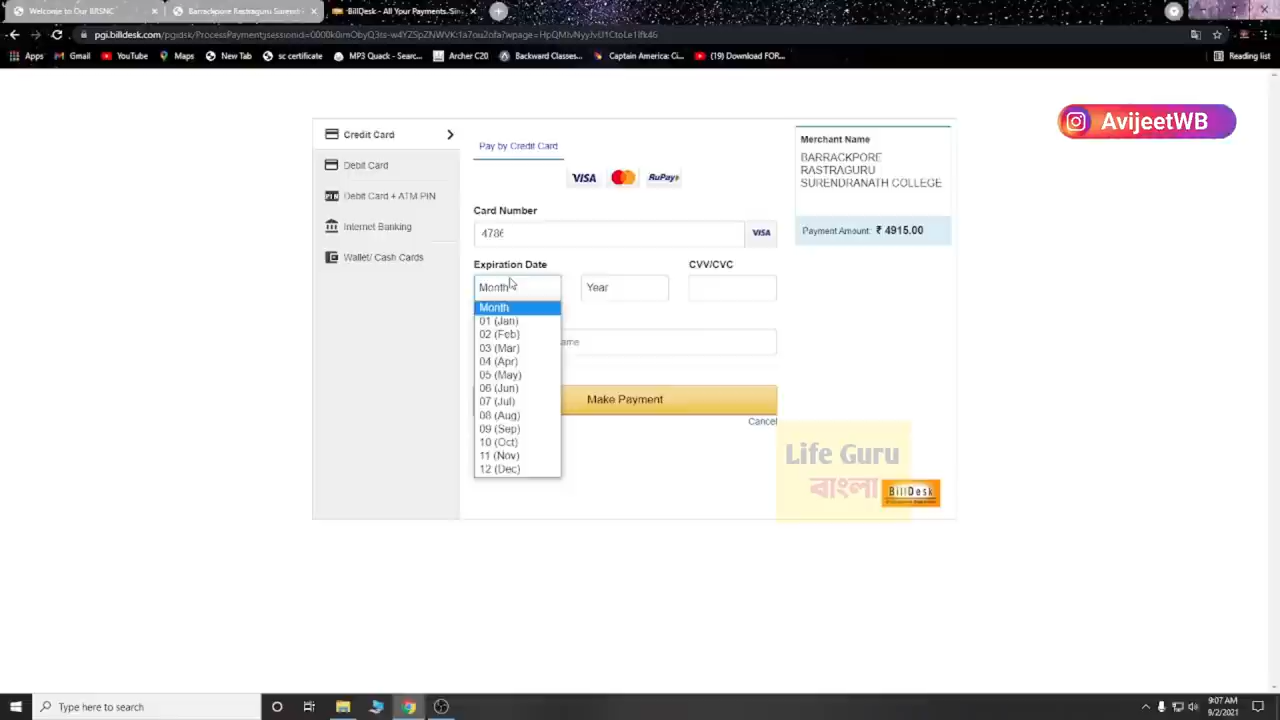 Welcome to Our BRSNC
Barrackpore Rastraguru Surend
BillDesk - All Your Payments. Sin
Apps
Gmail
YouTube
Maps
New Tab
sc certificate
MP3 Quack - Searc...
Archer C20
Backward Classes...
Captain America: Ci...
(19) Download FOR...
Reading list
AvijeetWB
Credit Card
Debit Card
Debit Card + ATM PIN
Internet Banking
Wallet/ Cash Cards
Pay by Credit Card
VISA
RuPay
Card Number
4786
VISA
Expiration Date
CVV/CVC
Month
Year
Month
01 (Jan)
02 (Feb)
03 (Mar)
04 (Apr)
05 (May)
06 (Jun)
07 (Jul)
08 (Aug)
09 (Sep)
10 (Oct)
11 (Nov)
12 (Dec)
Make Payment
Cancel
Merchant Name
BARRACKPORE
RASTRAGURU
SURENDRANATH COLLEGE
Payment Amount: ₹ 4915.00
Life Guru
বাংলা
BillDesk
Type here to search
9:07 AM
9/2/2021